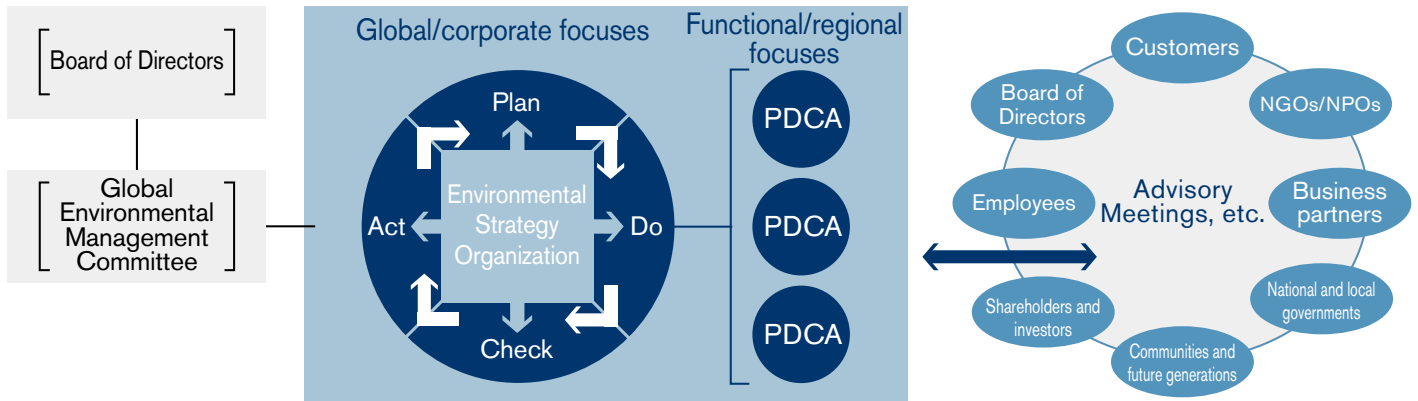 Board of Directors
Global
Environmental
Management
Committee
Global/corporate focuses
Plan
Do
Check
Act
Environmental
Strategy
Organization
Functional/regional
focuses
PDCA
PDCA
PDCA
Customers
NGOs/NPOs
Business
partners
National and local
governments
Communities and
future generations
Shareholders and
investors
Employees
Board of
Directors
Advisory
Meetings, etc.